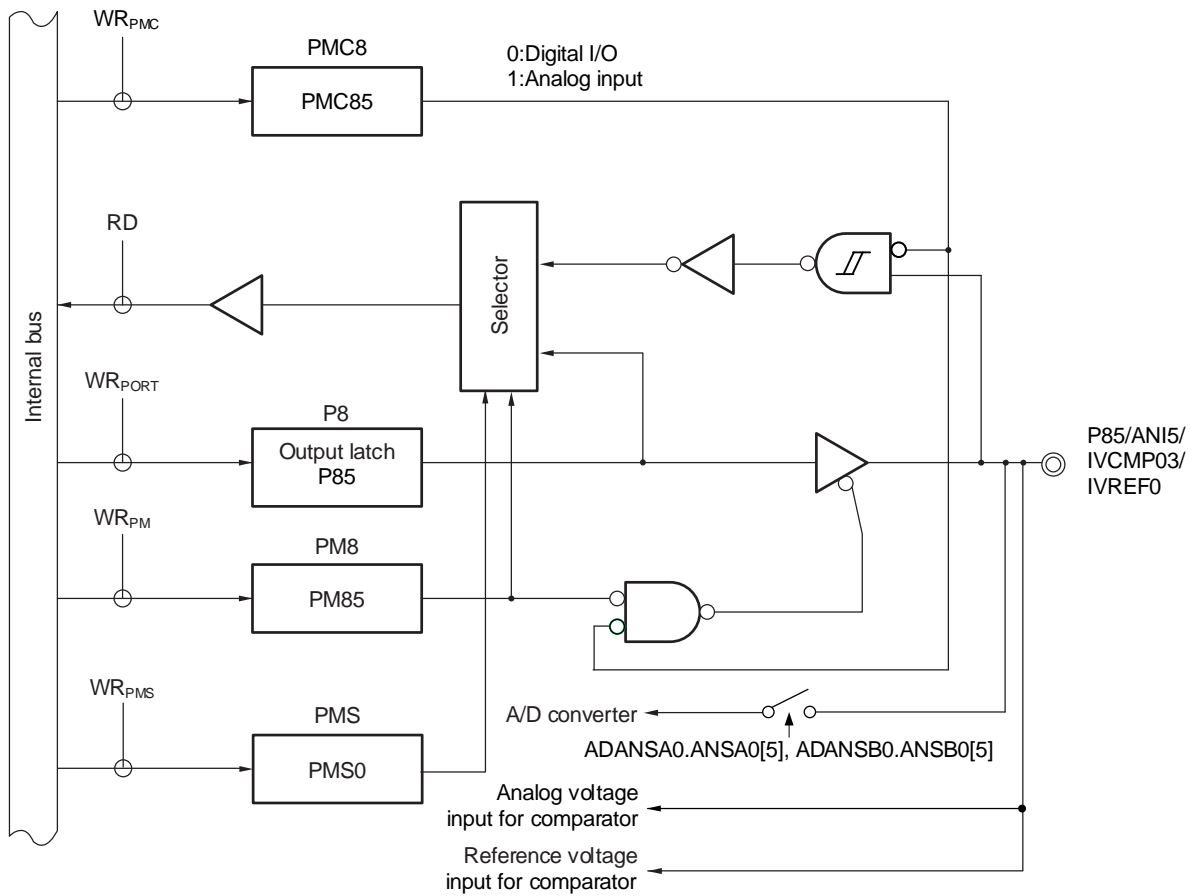 WRPMC
PMC8
PMC85
0:Digital I/O
1:Analog input
RD
Selector
Internal bus
WRPORT
P8
Output latch
P85
P85/ANI5/
IVCMP03/
IVREF0
WRPM
PM8
PM85
WRPMS
PMS
PMS0
A/D converter
ADANSA0.ANSA0[5], ADANSB0.ANSB0[5]
Analog voltage
input for comparator
Reference voltage
input for comparator